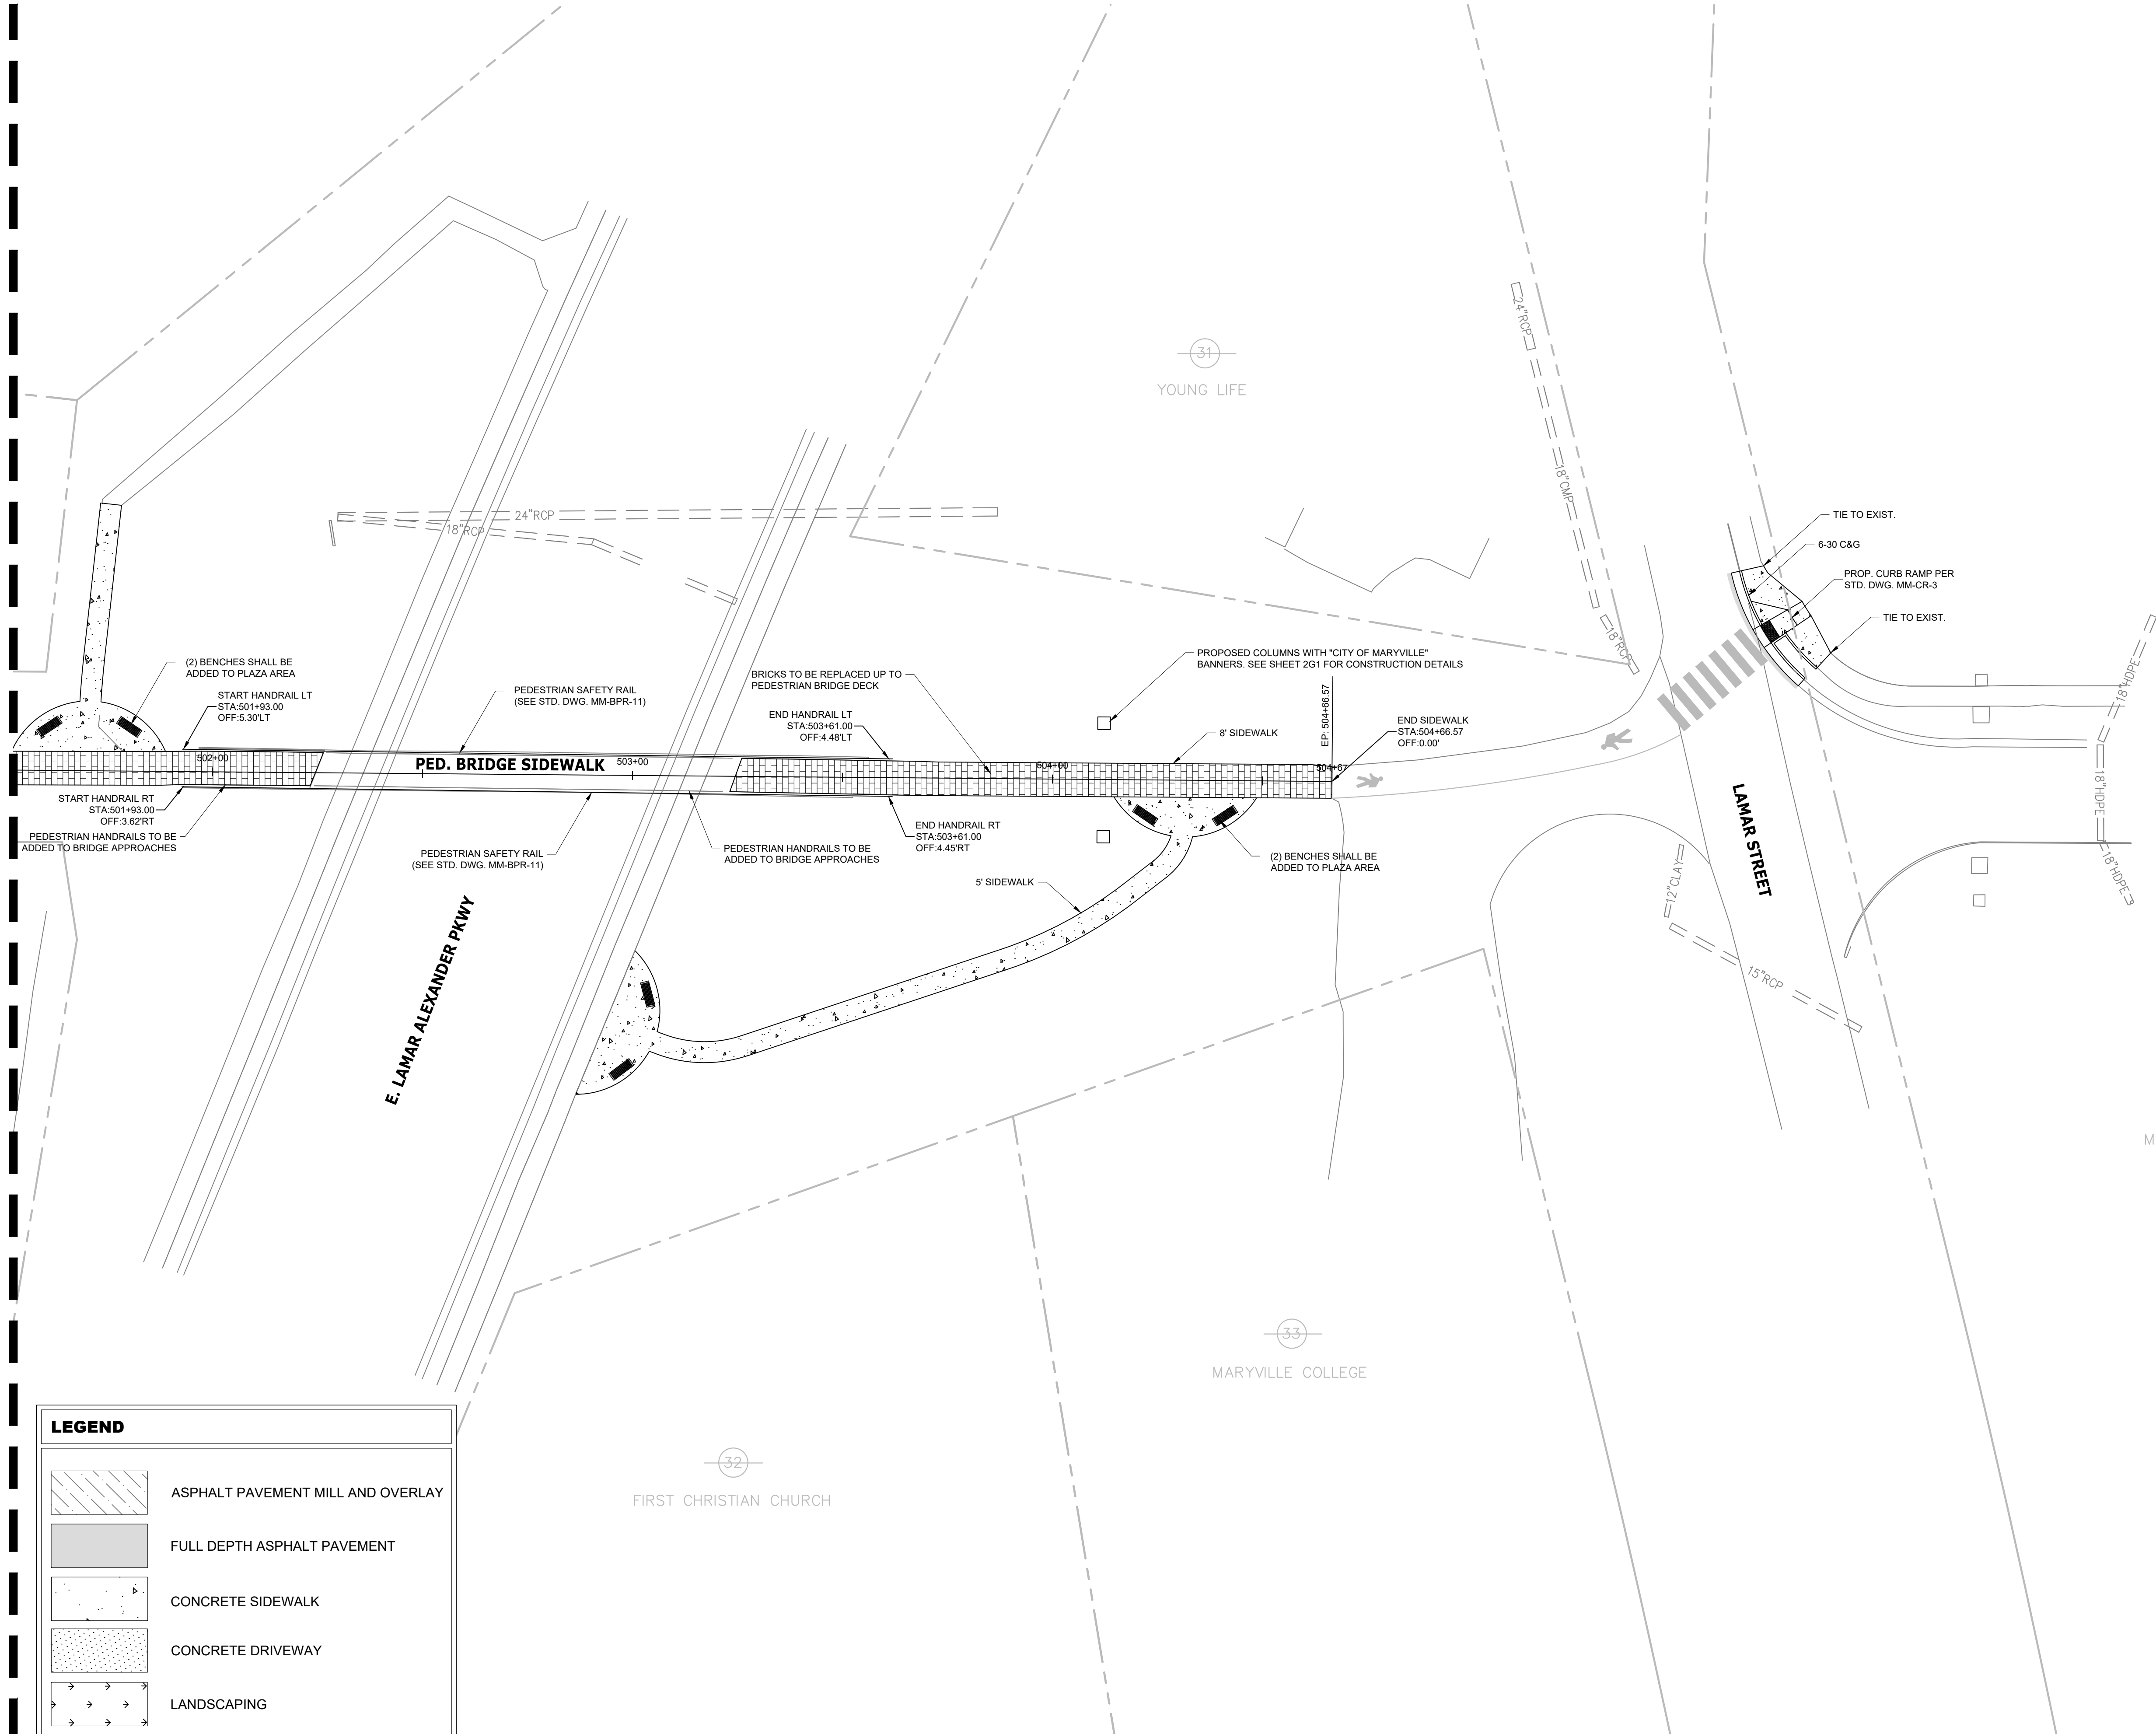 31
YOUNG LIFE
24"RCP
18"CMP
18"RCP
24"RCP
18"RCP
TIE TO EXIST.
6-30 C&G
PROP. CURB RAMP PER
STD. DWG. MM-CR-3
TIE TO EXIST.
18"HDPE
18"HDPE
18"HDPE
(2) BENCHES SHALL BE
ADDED TO PLAZA AREA
START HANDRAIL LT
STA:501+93.00
OFF:5.30'LT
PEDESTRIAN SAFETY RAIL
(SEE STD. DWG. MM-BPR-11)
BRICKS TO BE REPLACED UP TO
PEDESTRIAN BRIDGE DECK
END HANDRAIL LT
STA:503+61.00
OFF:4.48'LT
PROPOSED COLUMNS WITH "CITY OF MARYVILLE"
BANNERS. SEE SHEET 2G1 FOR CONSTRUCTION DETAILS
8' SIDEWALK
EP: 504+66.57
END SIDEWALK
STA:504+66.57
OFF:0.00'
502+00
PED. BRIDGE SIDEWALK
503+00
504+00
504+67
START HANDRAIL RT
STA:501+93.00
OFF:3.62'RT
PEDESTRIAN HANDRAILS TO BE
ADDED TO BRIDGE APPROACHES
PEDESTRIAN SAFETY RAIL
(SEE STD. DWG. MM-BPR-11)
PEDESTRIAN HANDRAILS TO BE
ADDED TO BRIDGE APPROACHES
END HANDRAIL RT
STA:503+61.00
OFF:4.45'RT
5' SIDEWALK
(2) BENCHES SHALL BE
ADDED TO PLAZA AREA
LAMAR STREET
12"CLAY
15"RCP
E. LAMAR ALEXANDER PKWY
M
33
MARYVILLE COLLEGE
32
FIRST CHRISTIAN CHURCH
LEGEND
ASPHALT PAVEMENT MILL AND OVERLAY
FULL DEPTH ASPHALT PAVEMENT
CONCRETE SIDEWALK
CONCRETE DRIVEWAY
LANDSCAPING